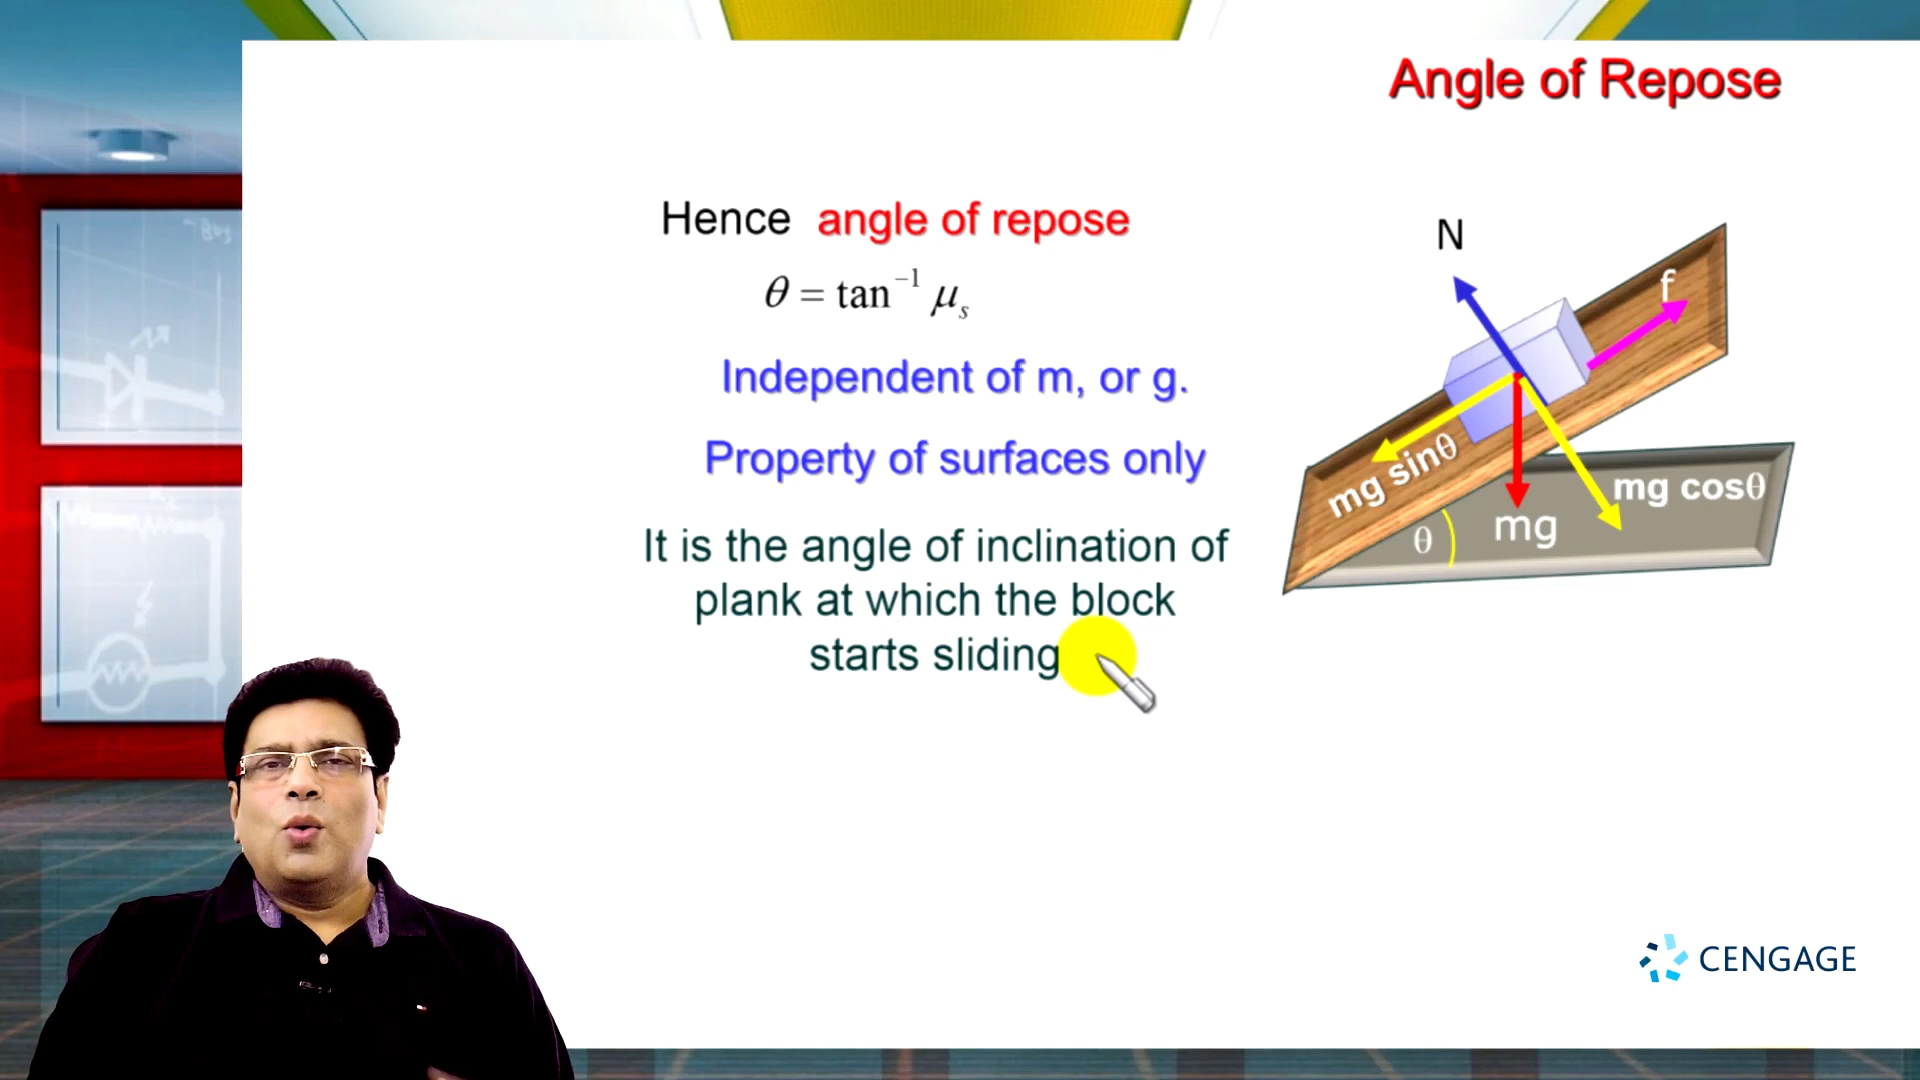 Angle of Repose
Hence angle of repose
θ = tan⁻¹ μₛ
Independent of m, or g.
Property of surfaces only
It is the angle of inclination of
plank at which the block
starts sliding
N
f
mg sinθ
mg cosθ
mg
θ
CENGAGE